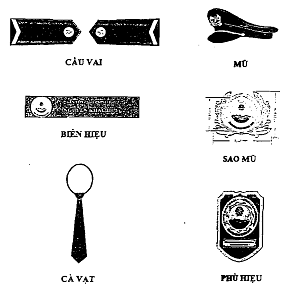 CẦU VAI
MŨ
BIỂN HIỆU
SAO MŨ
CÀ VẠT
PHÙ HIỆU